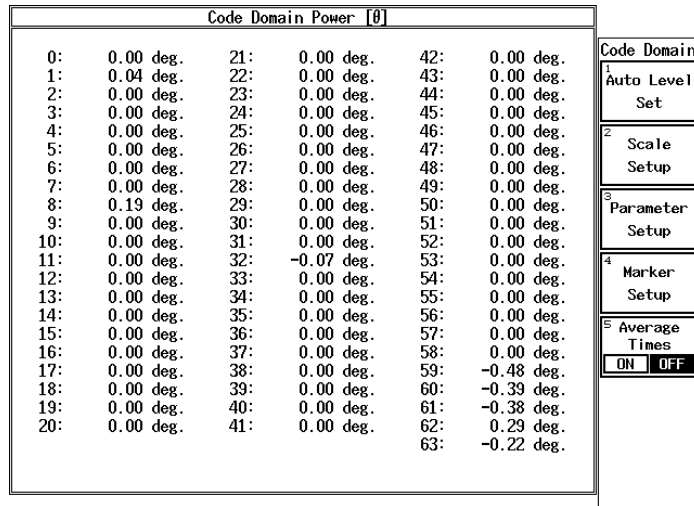 Code Domain Power [θ]
0: 0.00 deg. 21: 0.00 deg. 42: 0.00 deg.
1: 0.04 deg. 22: 0.00 deg. 43: 0.00 deg.
2: 0.00 deg. 23: 0.00 deg. 44: 0.00 deg.
3: 0.00 deg. 24: 0.00 deg. 45: 0.00 deg.
4: 0.00 deg. 25: 0.00 deg. 46: 0.00 deg.
5: 0.00 deg. 26: 0.00 deg. 47: 0.00 deg.
6: 0.00 deg. 27: 0.00 deg. 48: 0.00 deg.
7: 0.00 deg. 28: 0.00 deg. 49: 0.00 deg.
8: 0.19 deg. 29: 0.00 deg. 50: 0.00 deg.
9: 0.00 deg. 30: 0.00 deg. 51: 0.00 deg.
10: 0.00 deg. 31: 0.00 deg. 52: 0.00 deg.
11: 0.00 deg. 32: -0.07 deg. 53: 0.00 deg.
12: 0.00 deg. 33: 0.00 deg. 54: 0.00 deg.
13: 0.00 deg. 34: 0.00 deg. 55: 0.00 deg.
14: 0.00 deg. 35: 0.00 deg. 56: 0.00 deg.
15: 0.00 deg. 36: 0.00 deg. 57: 0.00 deg.
16: 0.00 deg. 37: 0.00 deg. 58: 0.00 deg.
17: 0.00 deg. 38: 0.00 deg. 59: -0.48 deg.
18: 0.00 deg. 39: 0.00 deg. 60: -0.39 deg.
19: 0.00 deg. 40: 0.00 deg. 61: -0.38 deg.
20: 0.00 deg. 41: 0.00 deg. 62: 0.29 deg.
63: -0.22 deg.
Code Domain
1
Auto Level
Set
2
Scale
Setup
3
Parameter
Setup
4
Marker
Setup
5 Average
Times
ON OFF